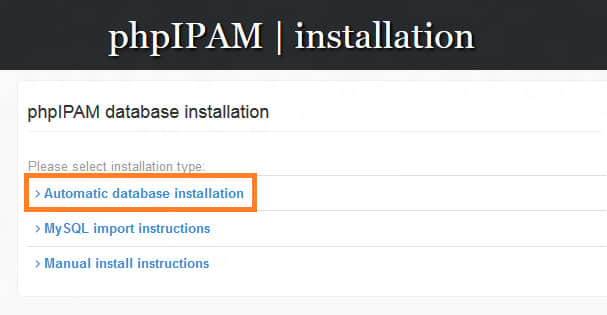 phpIPAM | installation
phpIPAM database installation
Please select installation type:
> Automatic database installation
> MySQL import instructions
> Manual install instructions